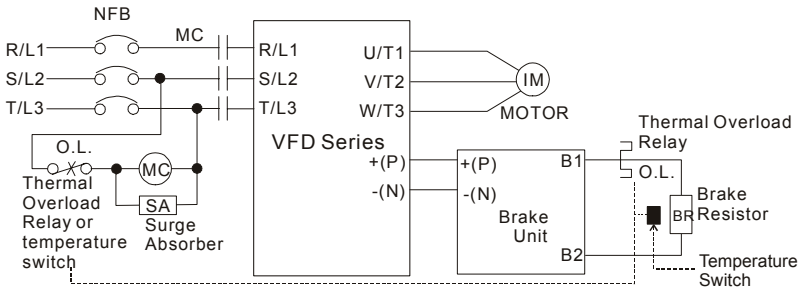 NFB
MC
R/L1
R/L1
U/T1
S/L2
S/L2
V/T2
IM
T/L3
T/L3
W/T3
MOTOR
VFD Series
O.L.
MC
SA
Thermal
Overload
Relay or
temperature
switch
Surge
Absorber
+(P)
-(N)
+(P)
-(N)
B1
B2
Brake
Unit
Thermal Overload
Relay
O.L.
BR
Brake
Resistor
Temperature
Switch